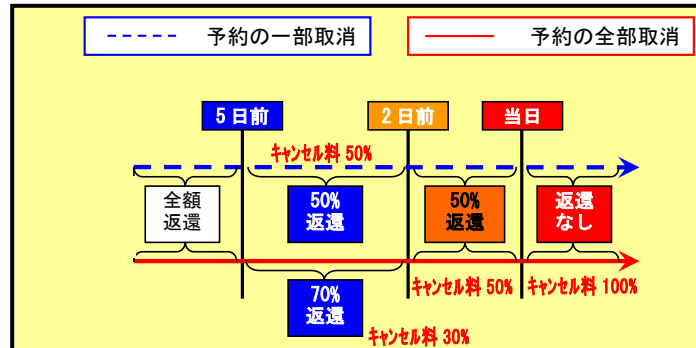 予約の一部取消
予約の全部取消
5 日前
2 日前
当日
キャンセル料 50%
全額
返還
50%
返還
50%
返還
返還
なし
キャンセル料 50%
キャンセル料 100%
70%
返還
キャンセル料 30%